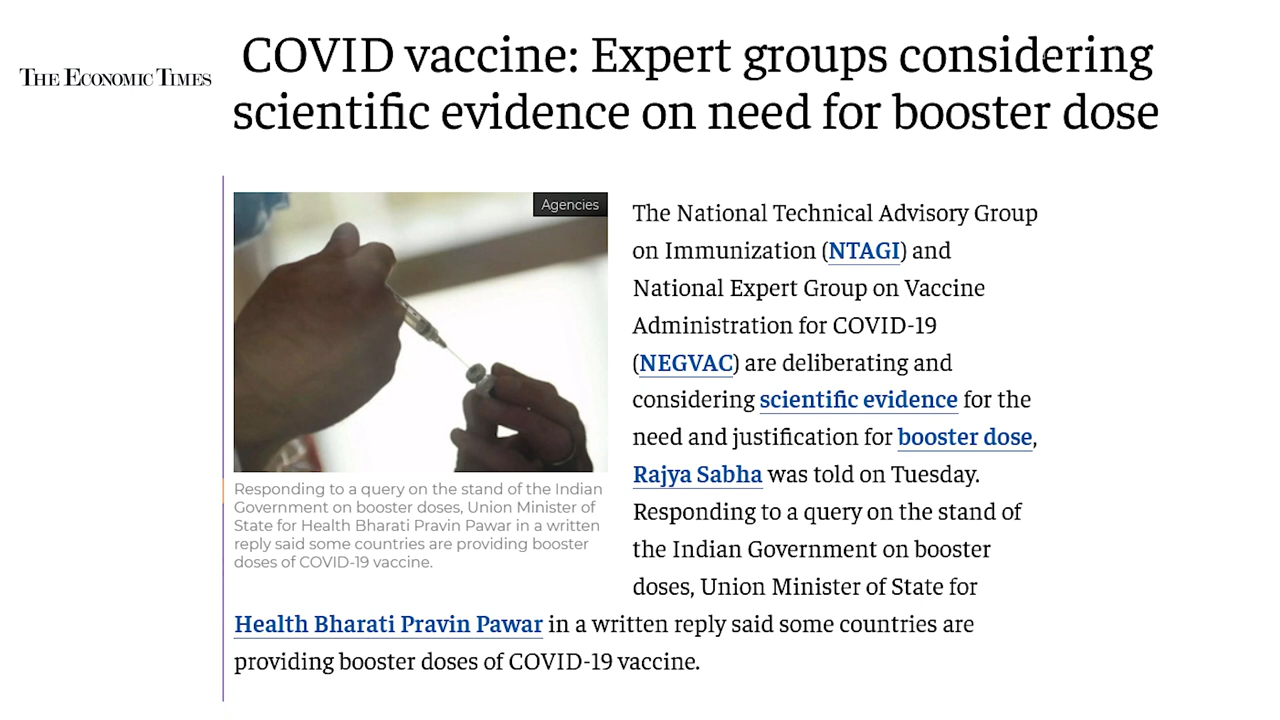 THE ECONOMIC TIMES
COVID vaccine: Expert groups considering
scientific evidence on need for booster dose
Agencies
Responding to a query on the stand of the Indian
Government on booster doses, Union Minister of
State for Health Bharati Pravin Pawar in a written
reply said some countries are providing booster
doses of COVID-19 vaccine.
The National Technical Advisory Group
on Immunization (NTAGI) and
National Expert Group on Vaccine
Administration for COVID-19
(NEGVAC) are deliberating and
considering scientific evidence for the
need and justification for booster dose,
Rajya Sabha was told on Tuesday.
Responding to a query on the stand of
the Indian Government on booster
doses, Union Minister of State for
Health Bharati Pravin Pawar in a written reply said some countries are
providing booster doses of COVID-19 vaccine.